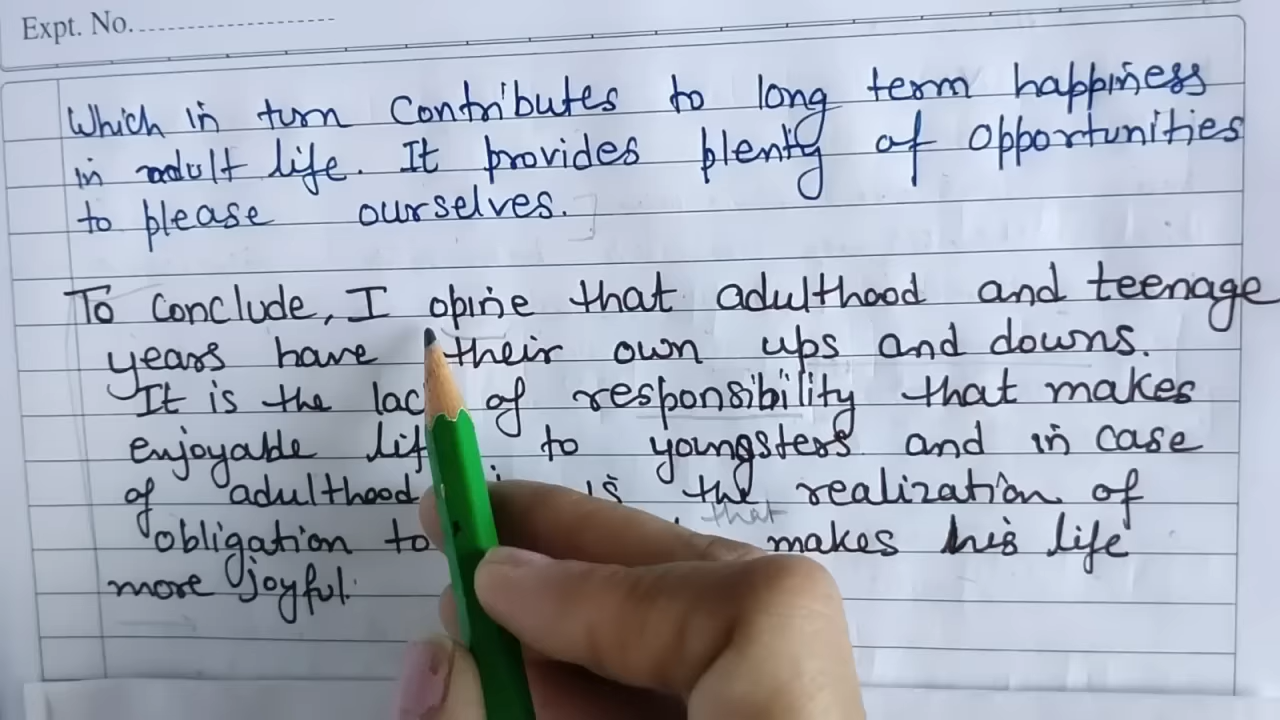 Expt. No.
Which in turn contributes to long term happiness
in adult life. It provides plenty of opportunities
to please ourselves.
To conclude, I opine that adulthood and teenage
years have their own ups and downs.
It is the lac of responsibility that makes
enjoyable lif to youngsters and in case
of adulthood is the realization of
that
obligation to makes his life
more joyful.